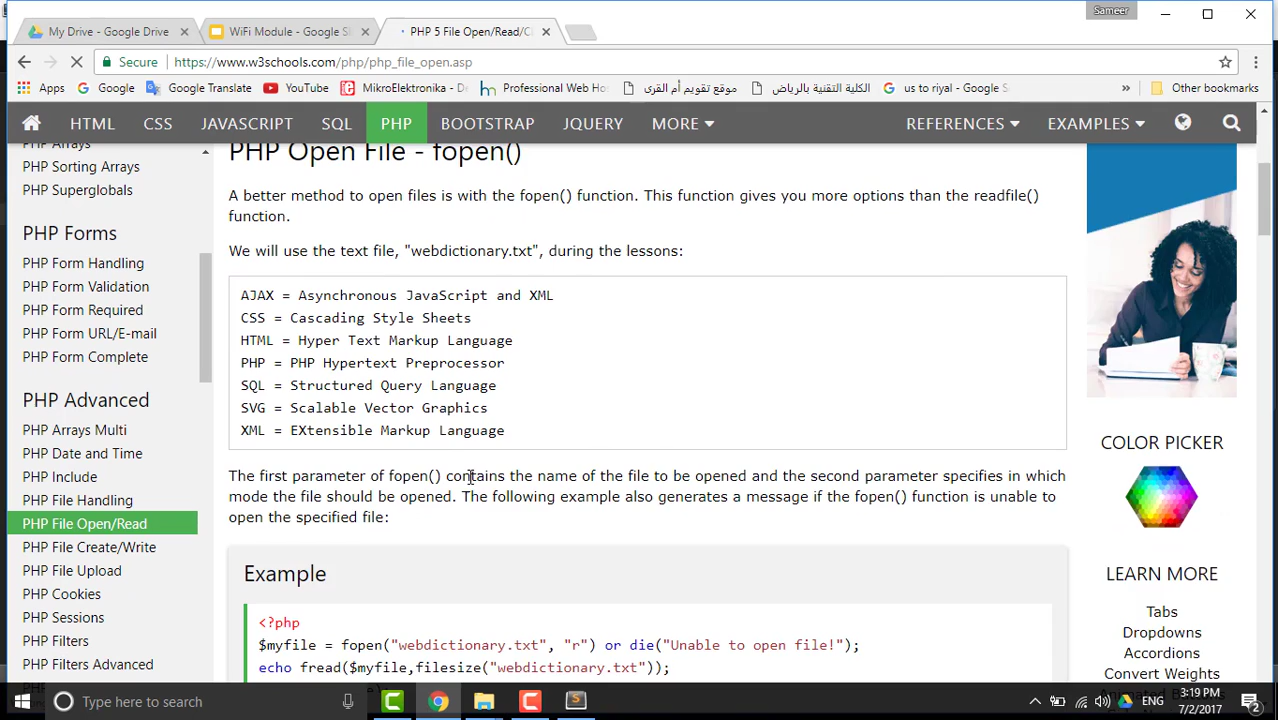 Sameer
My Drive - Google Drive
WiFi Module - Google Sl
PHP 5 File Open/Read/Cl
Secure
https://www.w3schools.com/php/php_file_open.asp
Apps
Google
Google Translate
YouTube
MikroElektronika - De
Professional Web Ho
موقع تقويم أم القرى
الكلية التقنية بالرياض
us to riyal - Google S
»
Other bookmarks
HTML
CSS
JAVASCRIPT
SQL
PHP
BOOTSTRAP
JQUERY
MORE
REFERENCES
EXAMPLES
PHP Arrays
PHP Sorting Arrays
PHP Superglobals
PHP Forms
PHP Form Handling
PHP Form Validation
PHP Form Required
PHP Form URL/E-mail
PHP Form Complete
PHP Advanced
PHP Arrays Multi
PHP Date and Time
PHP Include
PHP File Handling
PHP File Open/Read
PHP File Create/Write
PHP File Upload
PHP Cookies
PHP Sessions
PHP Filters
PHP Filters Advanced
PHP Open File - fopen()
A better method to open files is with the fopen() function. This function gives you more options than the readfile()
function.
We will use the text file, "webdictionary.txt", during the lessons:
AJAX = Asynchronous JavaScript and XML
CSS = Cascading Style Sheets
HTML = Hyper Text Markup Language
PHP = PHP Hypertext Preprocessor
SQL = Structured Query Language
SVG = Scalable Vector Graphics
XML = EXtensible Markup Language
The first parameter of fopen() contains the name of the file to be opened and the second parameter specifies in which
mode the file should be opened. The following example also generates a message if the fopen() function is unable to
open the specified file:
Example
<?php
$myfile = fopen("webdictionary.txt", "r") or die("Unable to open file!");
echo fread($myfile,filesize("webdictionary.txt"));
COLOR PICKER
LEARN MORE
Tabs
Dropdowns
Accordions
Convert Weights
Type here to search
ENG
3:19 PM
7/2/2017
2